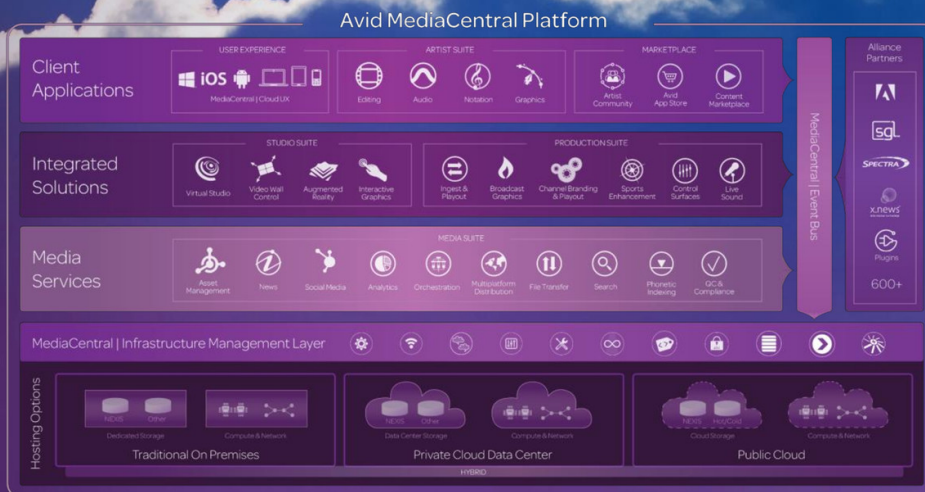 Avid MediaCentral Platform
Client
Applications
USER EXPERIENCE
iOS
MediaCentral | Cloud UX
ARTIST SUITE
Editing
Audio
Notation
Graphics
MARKETPLACE
Artist
Community
Avid
App Store
Content
Marketplace
Integrated
Solutions
STUDIO SUITE
Virtual Studio
Video Wall
Control
Augmented
Reality
Interactive
Graphics
PRODUCTION SUITE
Ingest &
Playout
Broadcast
Graphics
Channel Branding
& Playout
Sports
Enhancement
Control
Surfaces
Live
Sound
Media
Services
MEDIA SUITE
Asset
Management
News
Social Media
Analytics
Orchestration
Multiplatform
Distribution
File Transfer
Search
Phonetic
Indexing
QC &
Compliance
MediaCentral | Event Bus
Alliance
Partners
sgL
SPECTRA
x.news
Plugins
600+
MediaCentral | Infrastructure Management Layer
Hosting Options
NEXIS
Other
Dedicated Storage
Compute & Network
Traditional On Premises
NEXIS
Other
Data Center Storage
Compute & Network
Private Cloud Data Center
NEXIS
Hot/Cold
Cloud Storage
Compute & Network
Public Cloud
HYBRID